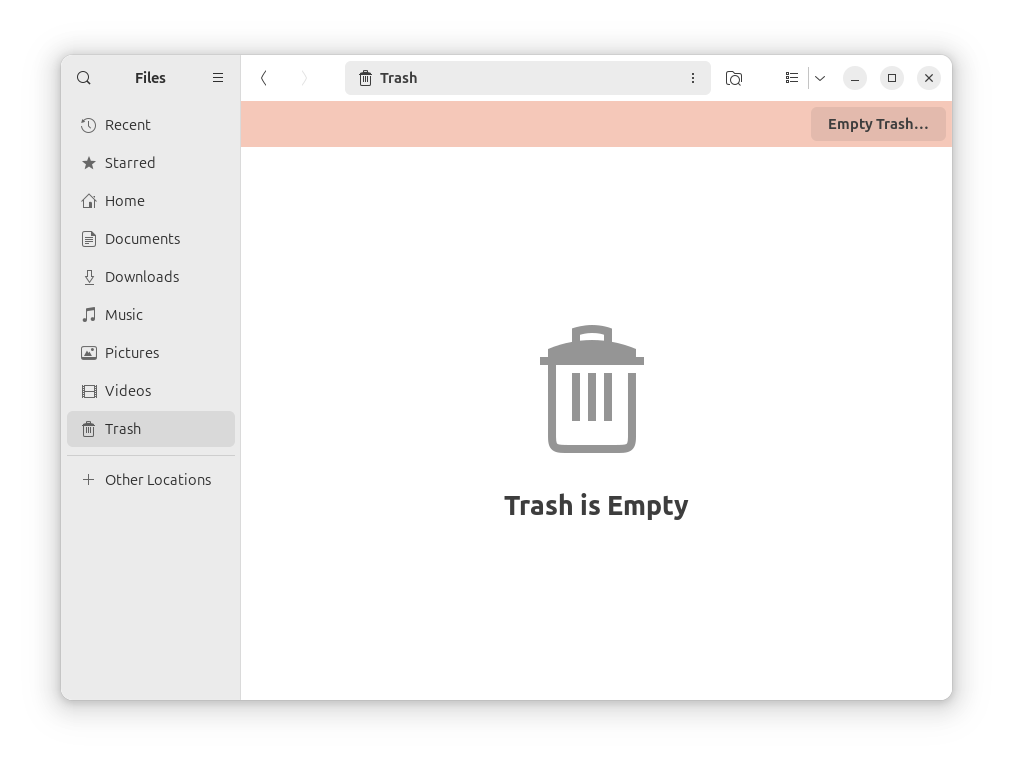 Files
Trash
Empty Trash…
Recent
Starred
Home
Documents
Downloads
Music
Pictures
Videos
Trash
Other Locations
Trash is Empty